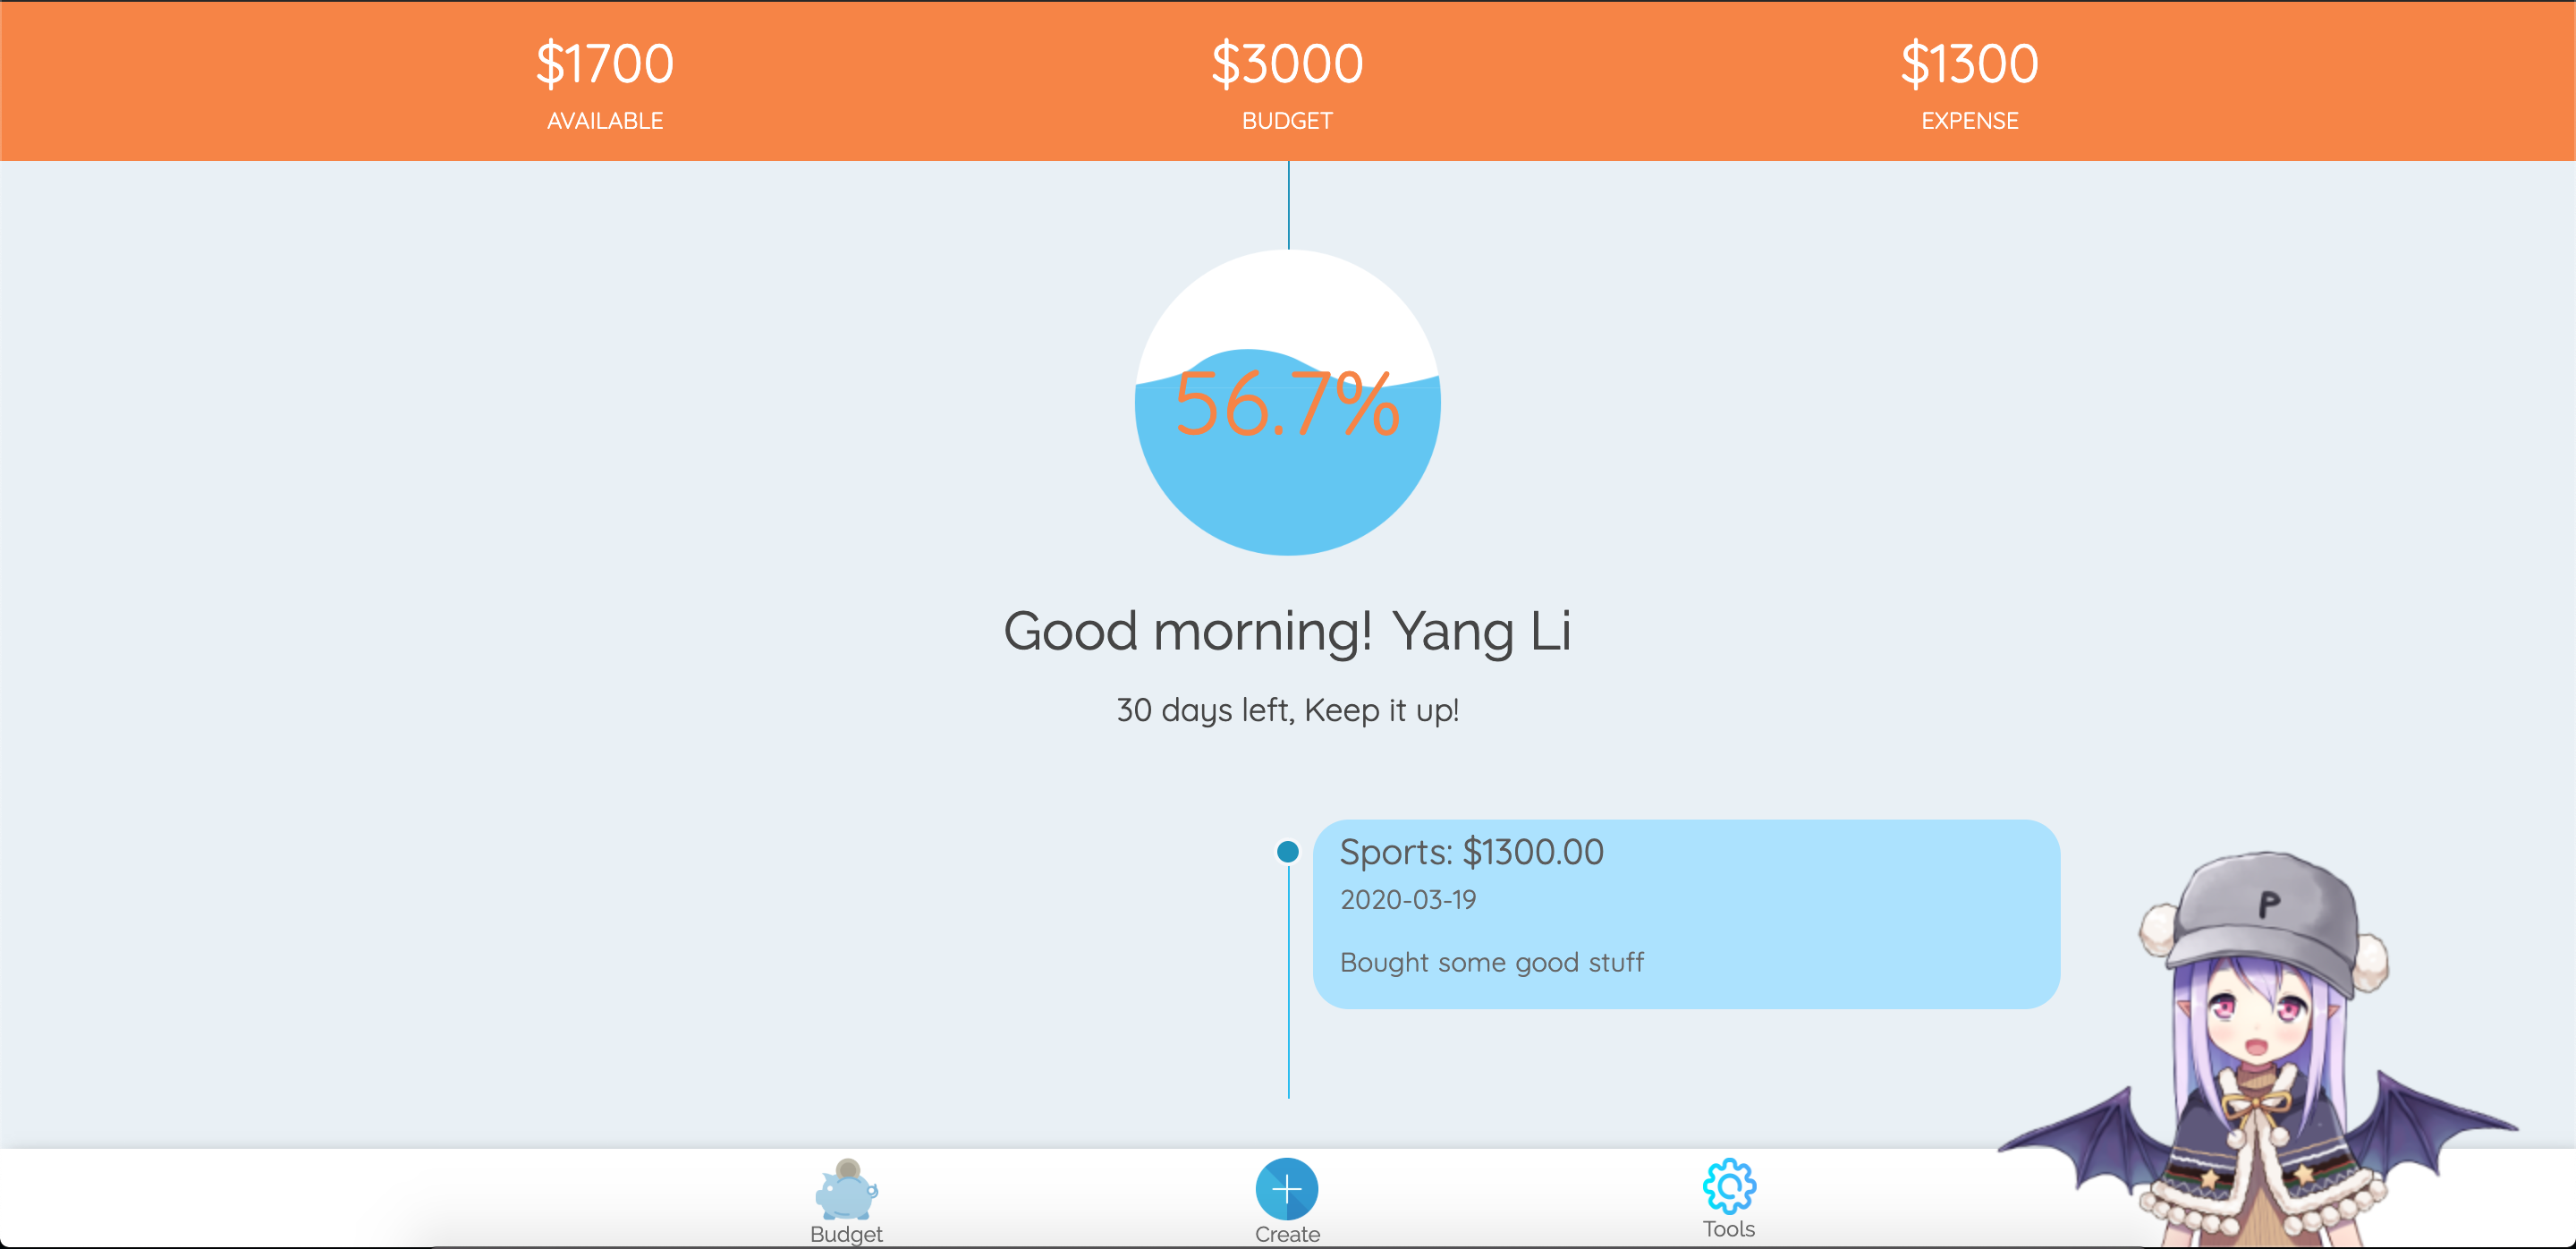 $1700
AVAILABLE
$3000
BUDGET
$1300
EXPENSE
56.7%
Good morning! Yang Li
30 days left, Keep it up!
Sports: $1300.00
2020-03-19
Bought some good stuff
P
Budget
Create
Tools